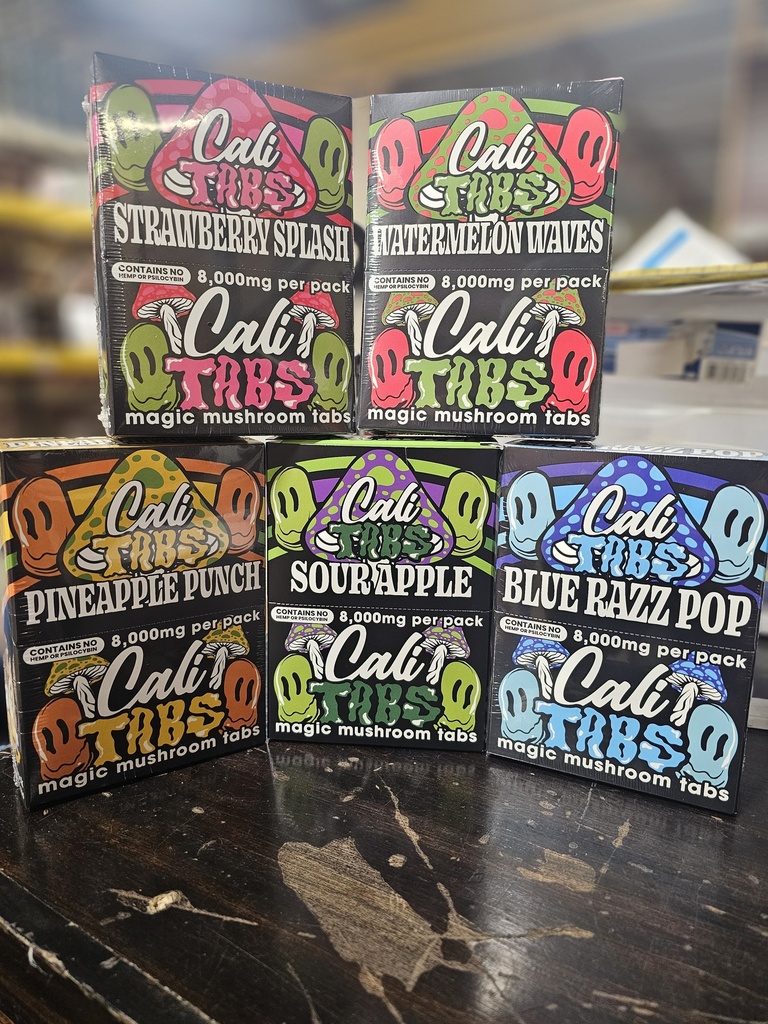 Cali
TABS
STRAWBERRY SPLASH
CONTAINS NO
HEMP OR PSILOCYBIN
8,000mg per pack
Cali
TABS
magic mushroom tabs
Cali
TABS
WATERMELON WAVES
CONTAINS NO
HEMP OR PSILOCYBIN
8,000mg per pack
Cali
TABS
magic mushroom tabs
Cali
TABS
PINEAPPLE PUNCH
CONTAINS NO
HEMP OR PSILOCYBIN
8,000mg per pack
Cali
TABS
magic mushroom tabs
Cali
TABS
SOUR APPLE
CONTAINS NO
HEMP OR PSILOCYBIN
8,000mg per pack
Cali
TABS
magic mushroom tabs
RAZZ POP
Cali
TABS
BLUE RAZZ POP
CONTAINS NO
HEMP OR PSILOCYBIN
8,000mg per pack
Cali
TABS
magic mushroom tabs